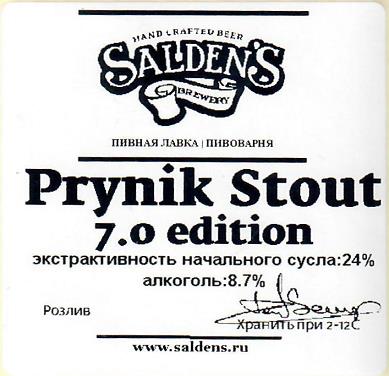 HAND CRAFTED BEER
SALDEN'S
BREWERY
ПИВНАЯ ЛАВКА | ПИВОВАРНЯ
Prynik Stout
7.0 edition
экстрактивность начального сусла:24%
алкоголь:8.7%
Розлив
Хранить при 2-12С
www.saldens.ru